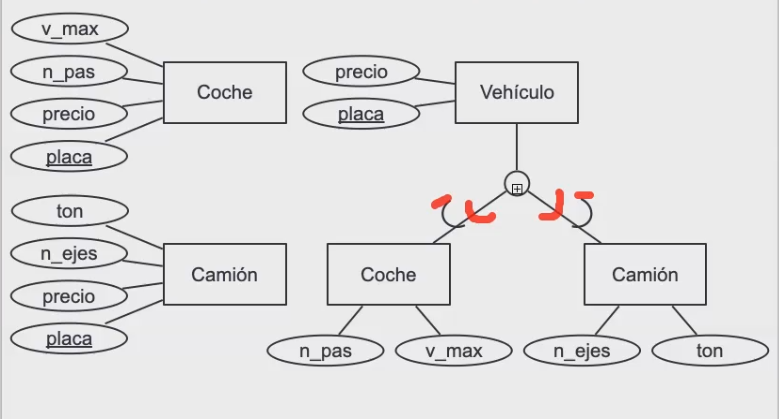 v_max
n_pas
precio
placa
Coche
precio
placa
Vehículo
ton
n_ejes
precio
placa
Camión
Coche
Camión
n_pas
v_max
n_ejes
ton